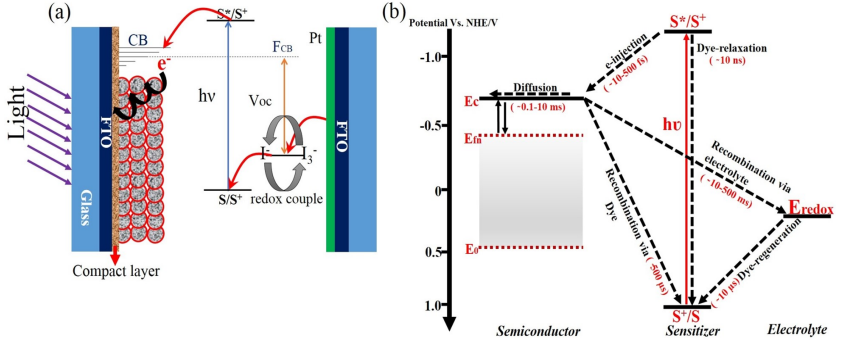 (a)
S*/S⁺
CB
F_CB
Pt
e⁻
Light
hν
Voc
FTO
I⁻
I₃⁻
FTO
Glass
S/S⁺
redox couple
Compact layer
(b)
Potential Vs. NHE/V
S*/S⁺
-1.0
e-injection
(~10-500 fs)
Dye-relaxation
(~10 ns)
Diffusion
Ec
(~0.1-10 ms)
hυ
-0.5
Efn
Recombination via
electrolyte
(~10-500 ms)
0
Recombination via
Dye
(~500 μs)
Eredox
0.5
E0
Dye-regeneration
(~10 μs)
1.0
S⁺/S
Semiconductor
Sensitizer
Electrolyte